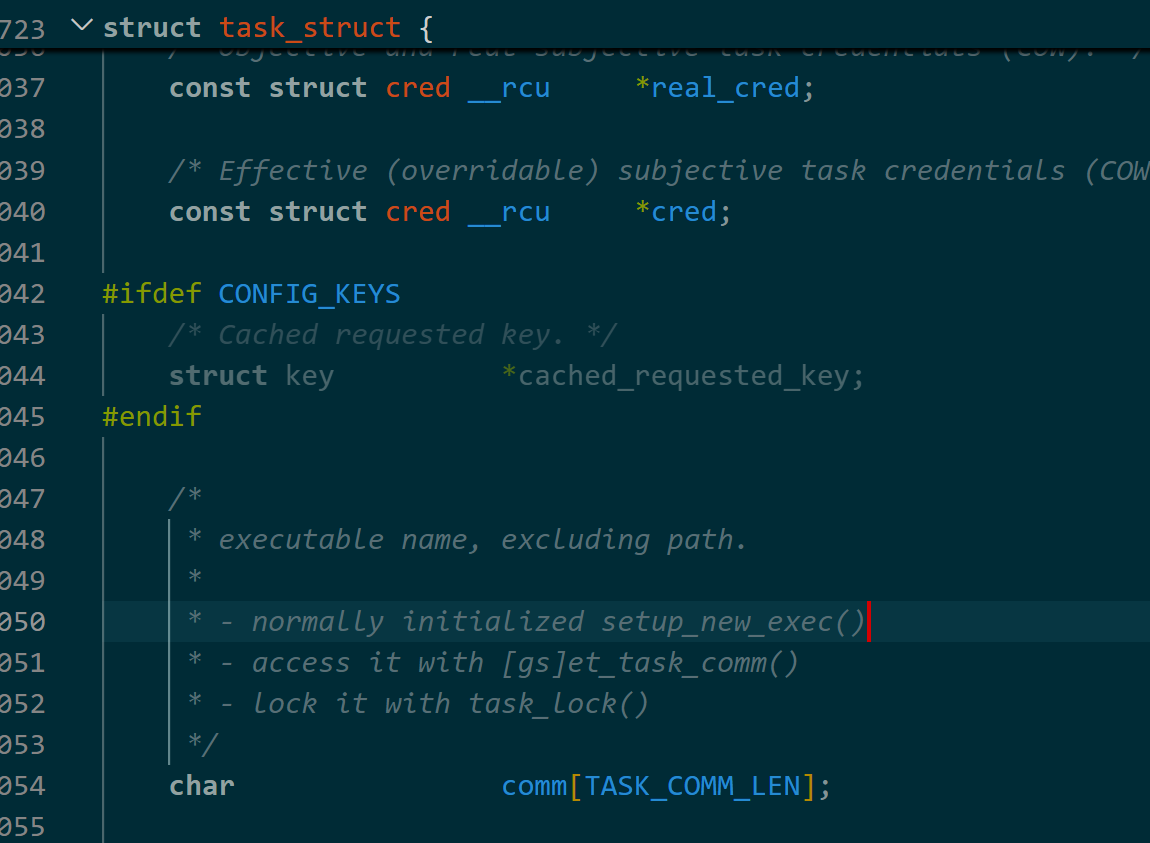 723 struct task_struct {
objective and real subjective task credentials (COW).
037 const struct cred __rcu *real_cred;
038
039 /* Effective (overridable) subjective task credentials (COW
040 const struct cred __rcu *cred;
041
042 #ifdef CONFIG_KEYS
043 /* Cached requested key. */
044 struct key *cached_requested_key;
045 #endif
046
047 /*
048 * executable name, excluding path.
049 *
050 * - normally initialized setup_new_exec()
051 * - access it with [gs]et_task_comm()
052 * - lock it with task_lock()
053 */
054 char comm[TASK_COMM_LEN];
055